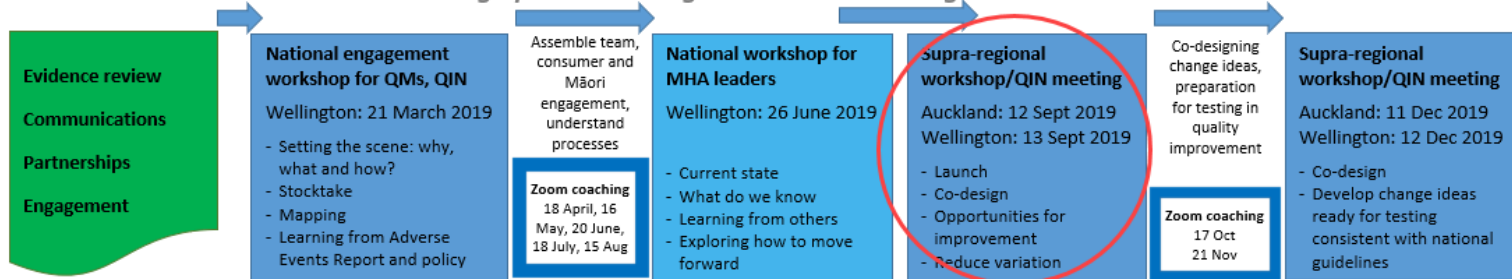 Evidence review
Communications
Partnerships
Engagement
National engagement
workshop for QMs, QIN
Wellington: 21 March 2019
- Setting the scene: why,
what and how?
- Stocktake
- Mapping
- Learning from Adverse
Events Report and policy
Assemble team,
consumer and
Māori
engagement,
understand
processes
Zoom coaching
18 April, 16
May, 20 June,
18 July, 15 Aug
National workshop for
MHA leaders
Wellington: 26 June 2019
- Current state
- What do we know
- Learning from others
- Exploring how to move
forward
Supra-regional
workshop/QIN meeting
Auckland: 12 Sept 2019
Wellington: 13 Sept 2019
- Launch
- Co-design
- Opportunities for
improvement
- Reduce variation
Co-designing
change ideas,
preparation
for testing in
quality
improvement
Zoom coaching
17 Oct
21 Nov
Supra-regional
workshop/QIN meeting
Auckland: 11 Dec 2019
Wellington: 12 Dec 2019
- Co-design
- Develop change ideas
ready for testing
consistent with national
guidelines